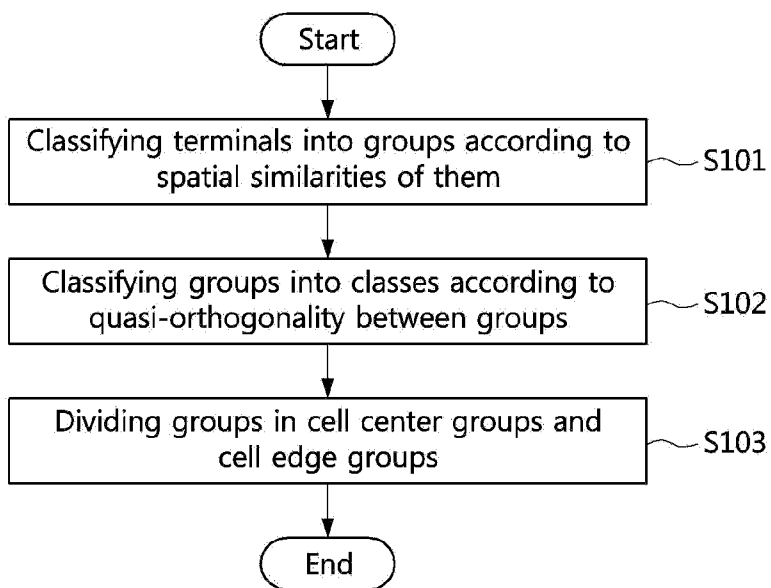 Start
Classifying terminals into groups according to
spatial similarities of them
S101
Classifying groups into classes according to
quasi-orthogonality between groups
S102
Dividing groups in cell center groups and
cell edge groups
S103
End